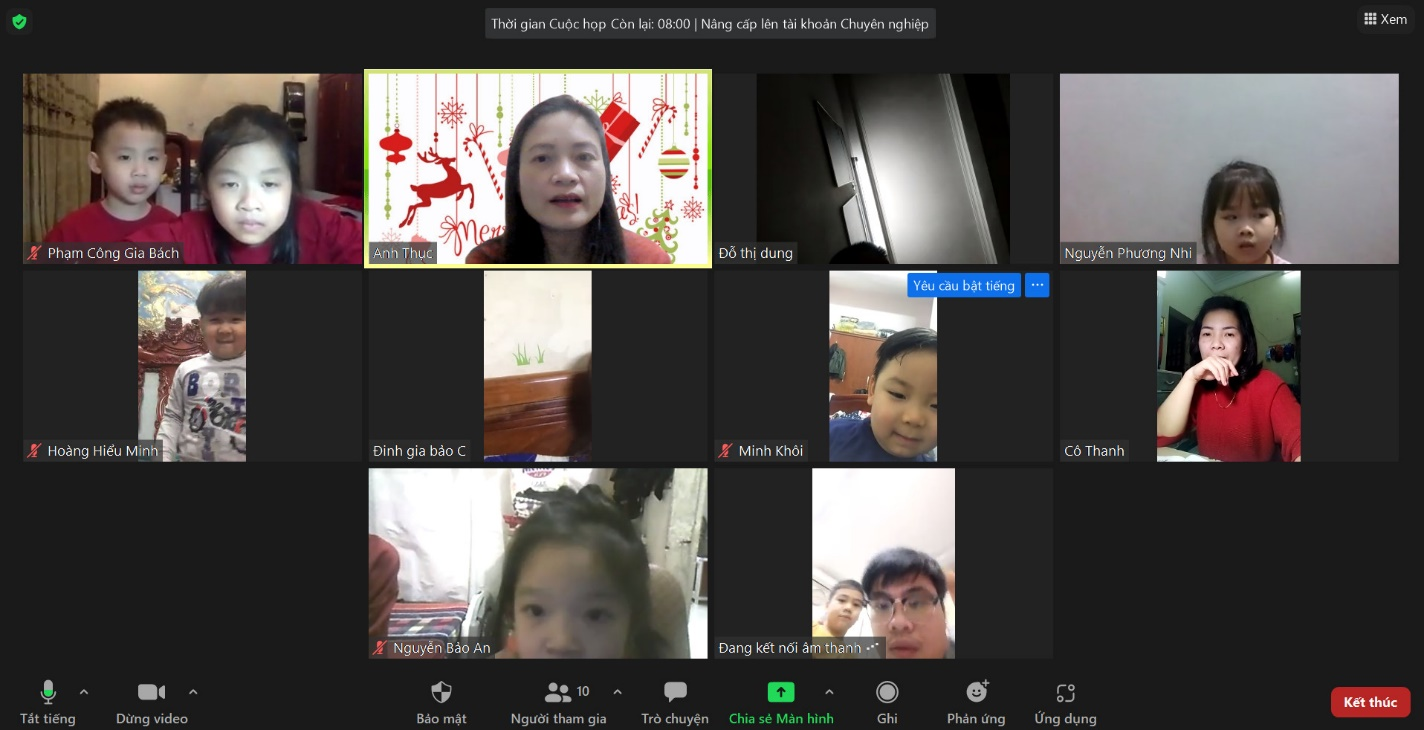 Thời gian Cuộc họp Còn lại: 08:00 | Nâng cấp lên tài khoản Chuyên nghiệp
Xem
Phạm Công Gia Bách
Anh Thục
Đỗ thị dung
Nguyễn Phương Nhi
Hoàng Hiểu Minh
Đinh gia bảo C
Yêu cầu bật tiếng
Minh Khôi
Cô Thanh
Nguyễn Bảo An
Đang kết nối âm thanh
Tắt tiếng
Dừng video
Bảo mật
10
Người tham gia
Trò chuyện
Chia sẻ Màn hình
Ghi
Phản ứng
Ứng dụng
Kết thúc